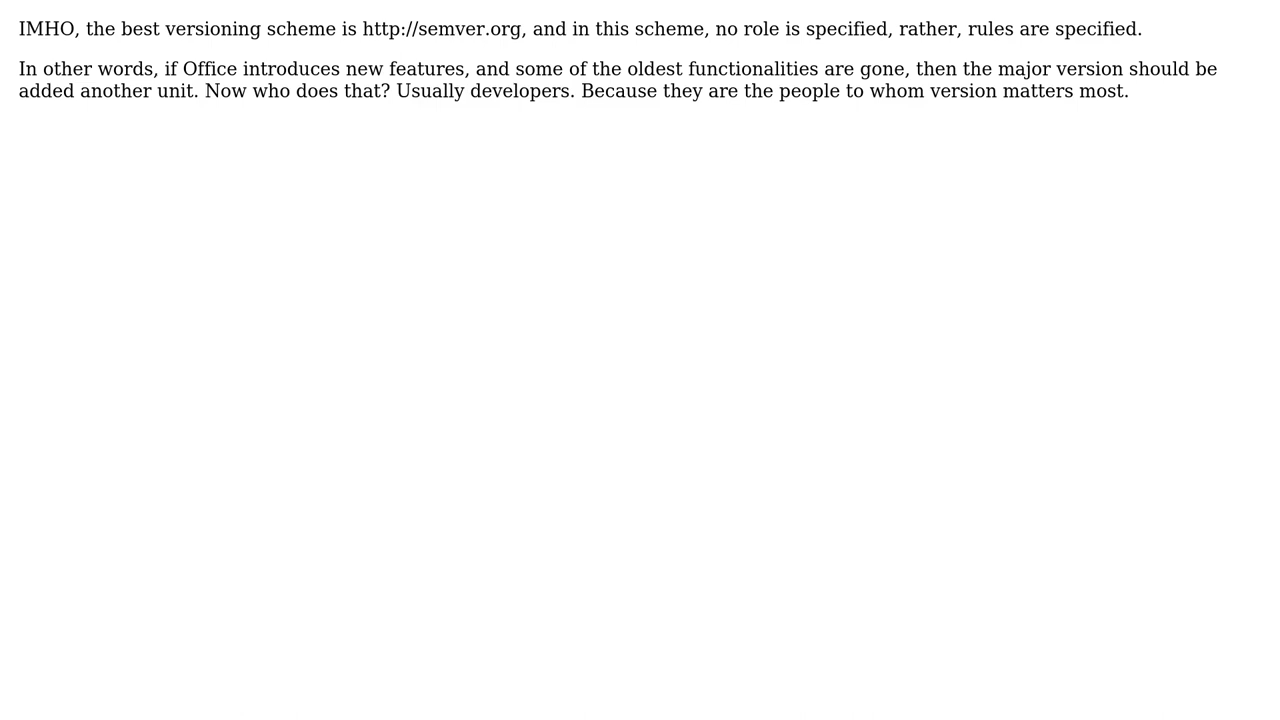 IMHO, the best versioning scheme is http://semver.org, and in this scheme, no role is specified, rather, rules are specified.
In other words, if Office introduces new features, and some of the oldest functionalities are gone, then the major version should be
added another unit. Now who does that? Usually developers. Because they are the people to whom version matters most.